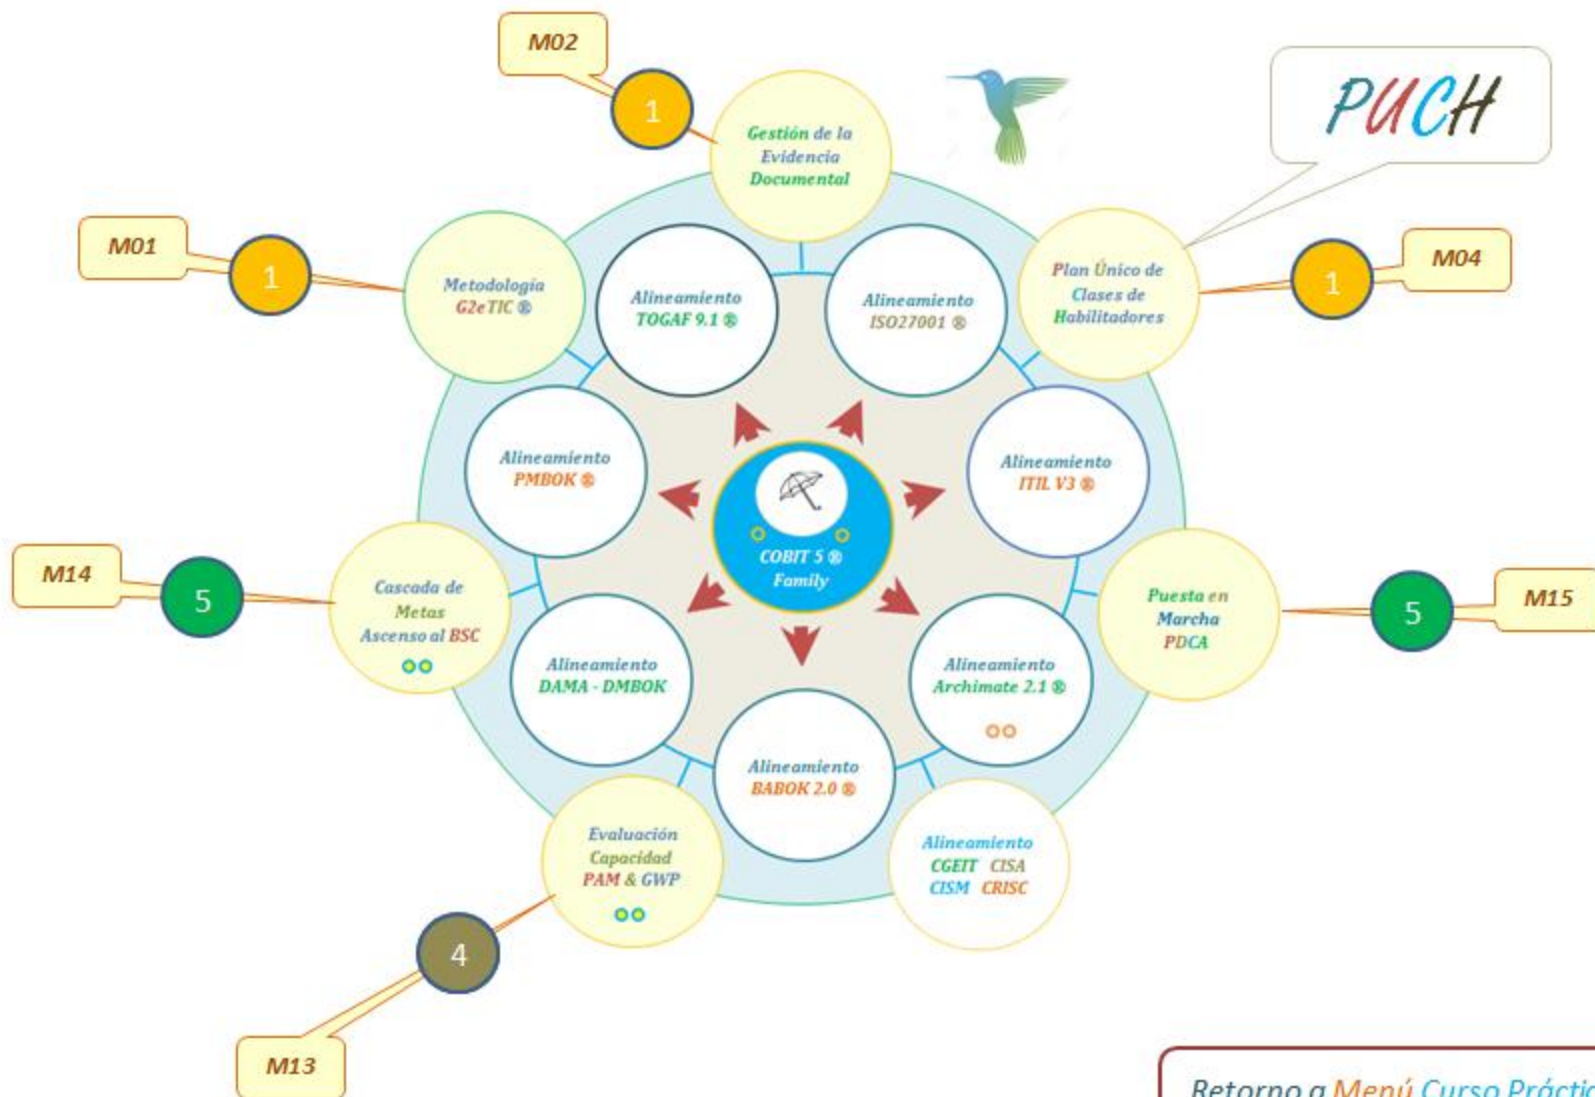 M02
1
Gestión de la
Evidencia
Documental
PUCH
M01
1
Metodología
G2eTIC ®
Alineamiento
TOGAF 9.1 ®
Alineamiento
ISO27001 ®
Plan Único de
Clases de
Habilitadores
1
M04
Alineamiento
PMBOK ®
Alineamiento
ITIL V3 ®
COBIT 5 ®
Family
M14
5
Cascada de
Metas
Ascenso al BSC
Puesta en
Marcha
PDCA
5
M15
Alineamiento
DAMA - DMBOK
Alineamiento
Archimate 2.1 ®
Alineamiento
BABOK 2.0 ®
Evaluación
Capacidad
PAM & GWP
Alineamiento
CGEIT CISA
CISM CRISC
4
M13
Retorno a Menú Curso Práctic